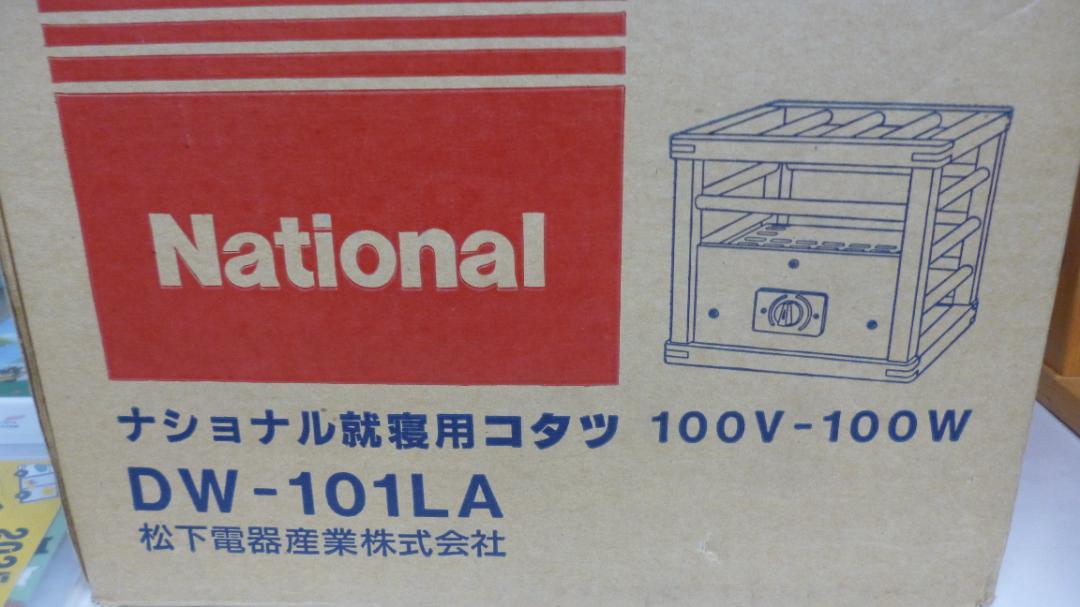 National
ナショナル就寝用コタツ 100V-100W
DW-101LA
松下電器産業株式会社